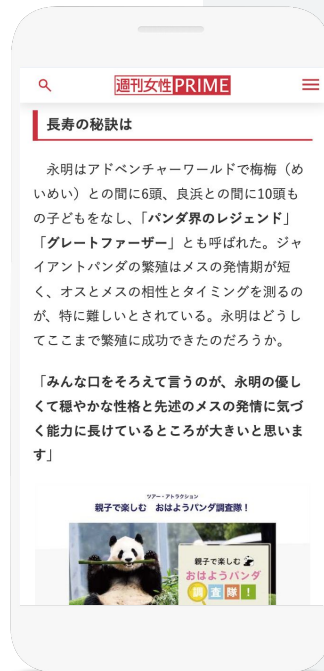 週刊女性PRIME
長寿の秘訣は
永明はアドベンチャーワールドで梅梅（め
いめい）との間に6頭、良浜との間に10頭も
の子どもをなし、「パンダ界のレジェンド」
「グレートファーザー」とも呼ばれた。ジャ
イアントパンダの繁殖はメスの発情期が短
く、オスとメスの相性とタイミングを測るの
が、特に難しいとされている。永明はどうし
てここまで繁殖に成功できたのだろうか。
「みんな口をそろえて言うのが、永明の優し
くて穏やかな性格と先述のメスの発情に気づ
く能力に長けているところが大きいと思いま
す」
ツアー・アトラクション
親子で楽しむ　おはようパンダ調査隊！
親子で楽しむ
おはようパンダ
調査隊！